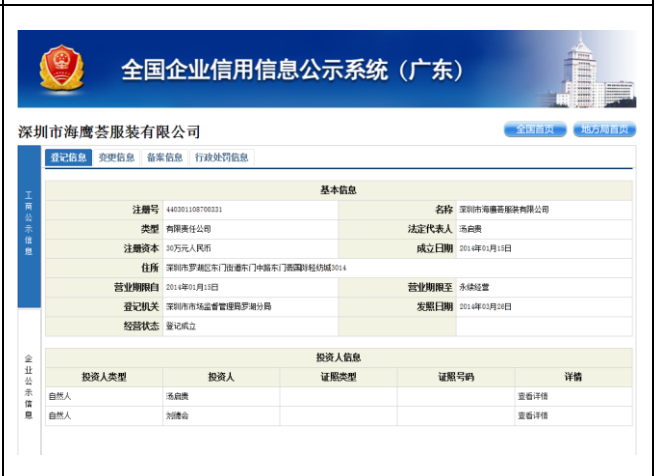 全国企业信用信息公示系统（广东）
深圳市海鹰荟服装有限公司 全国首页 地方局首页
登记信息 变更信息 备案信息 行政处罚信息
工商公示信息
基本信息
注册号 440301108700331 名称 深圳市海鹰荟服装有限公司
类型 有限责任公司 法定代表人 汤启贵
注册资本 30万元人民币 成立日期 2014年01月15日
住所 深圳市罗湖区东门街道东门中路东门 国际轻纺城3014
营业期限自 2014年01月15日 营业期限至 永续经营
登记机关 深圳市市场监督管理局罗湖分局 发照日期 2014年03月26日
经营状态 登记成立
企业公示信息
投资人信息
投资人类型 投资人 证照类型 证照号码 详情
自然人 汤启贵 查看详情
自然人 查看详情